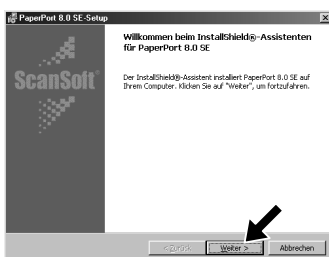 PaperPort 8.0 SE-Setup
Willkommen beim InstallShield®-Assistenten
für PaperPort 8.0 SE
ScanSoft®
Der InstallShield®-Assistent installiert PaperPort 8.0 SE auf
Ihrem Computer. Klicken Sie auf "Weiter", um fortzufahren.
< Zurück Weiter > Abbrechen